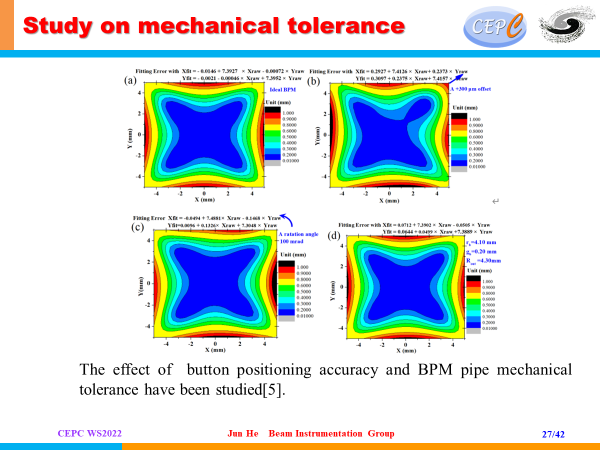 Study on mechanical tolerance
CEPC
Fitting Error with Xfit = - 0.0146 + 7.3927 × Xraw - 0.00072 × Yraw
Yfit = - 0.0021 - 0.00046 × Xraw + 7.3952 × Yraw
(a)
Ideal BPM
Unit (mm)
1.000
0.9000
0.8000
0.6000
0.5000
0.4000
0.3000
0.2000
0.01000
Y (mm)
4
2
0
-2
-4
-4 -2 0 2 4
X (mm)
Fitting Error with Xfit = 0.2927 + 7.4126 × Xraw+ 0.2373 × Yraw
Yfit = 0.3097 + 0.2375 × Xraw+ 7.4157 × Yraw
(b)
A +300 μm offset
Unit (mm)
1.000
0.9000
0.8000
0.6000
0.5000
0.4000
0.3000
0.2000
0.01000
Y(mm)
4
2
0
-2
-4
-4 -2 0 2 4
X (mm)
Fitting Error Xfit = -0.0494 + 7.4881× Xraw - 0.1468 × Yraw
Yfit=0.0096 + 0.1326× Xraw + 7.3048 × Yraw
(c)
A ratation angle
100 mrad
Unit (mm)
1.000
0.9000
0.8000
0.6000
0.5000
0.4000
0.3000
0.2000
0.01000
Y(mm)
4
2
0
-2
-4
-4 -2 0 2 4
X (mm)
Fitting Error with Xfit = 0.0712 + 7.3902 × Xraw - 0.0505 × Yraw
Yfit = 0.0644 + 0.0499 × Xraw +7.3889 × Yraw
(d)
=4.10 mm
=0.20 mm
=4.30mm
Unit (mm)
1.000
0.9000
0.8000
0.6000
0.5000
0.4000
0.3000
0.2000
0.01000
Y (mm)
4
2
0
-2
-4
-4 -2 0 2 4
X (mm)
The effect of button positioning accuracy and BPM pipe mechanical
tolerance have been studied[5].
CEPC WS2022
Jun He Beam Instrumentation Group
27/42